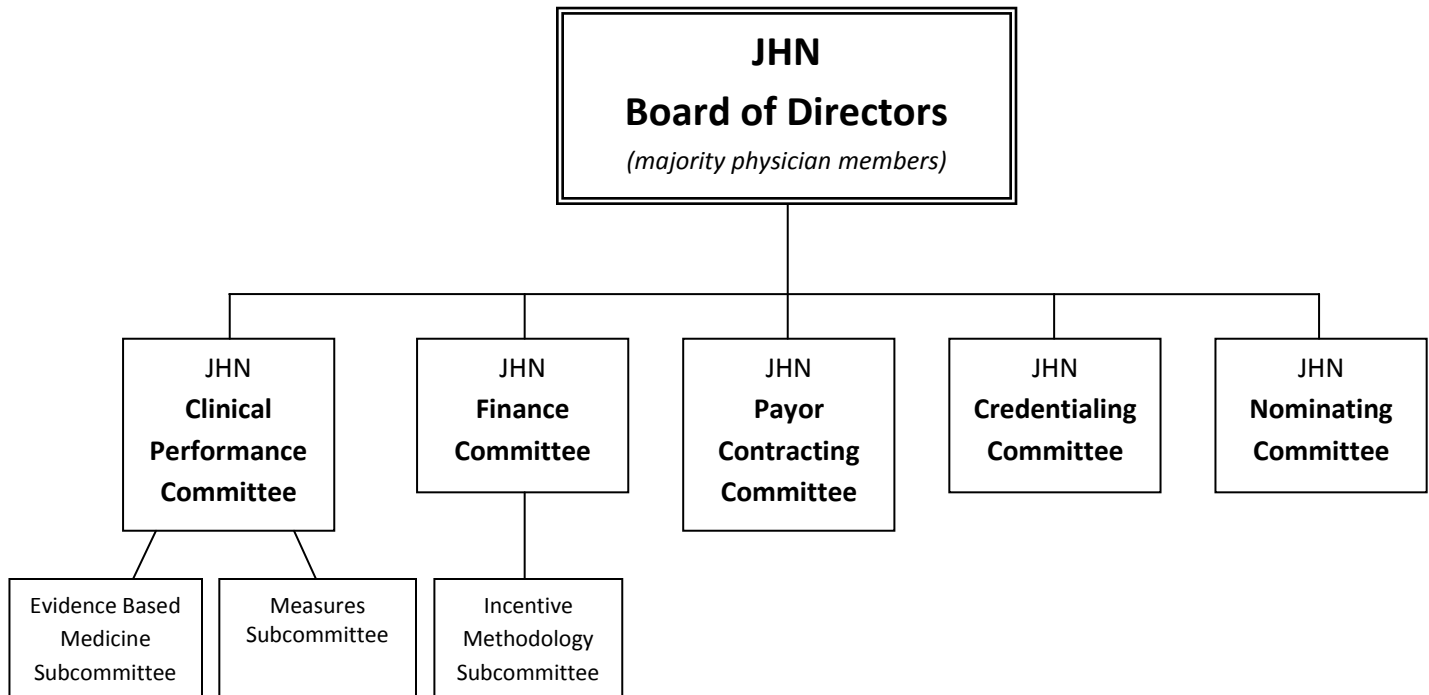 JHN
Board of Directors
(majority physician members)
JHN
Clinical
Performance
Committee
JHN
Finance
Committee
JHN
Payor
Contracting
Committee
JHN
Credentialing
Committee
JHN
Nominating
Committee
Evidence Based
Medicine
Subcommittee
Measures
Subcommittee
Incentive
Methodology
Subcommittee